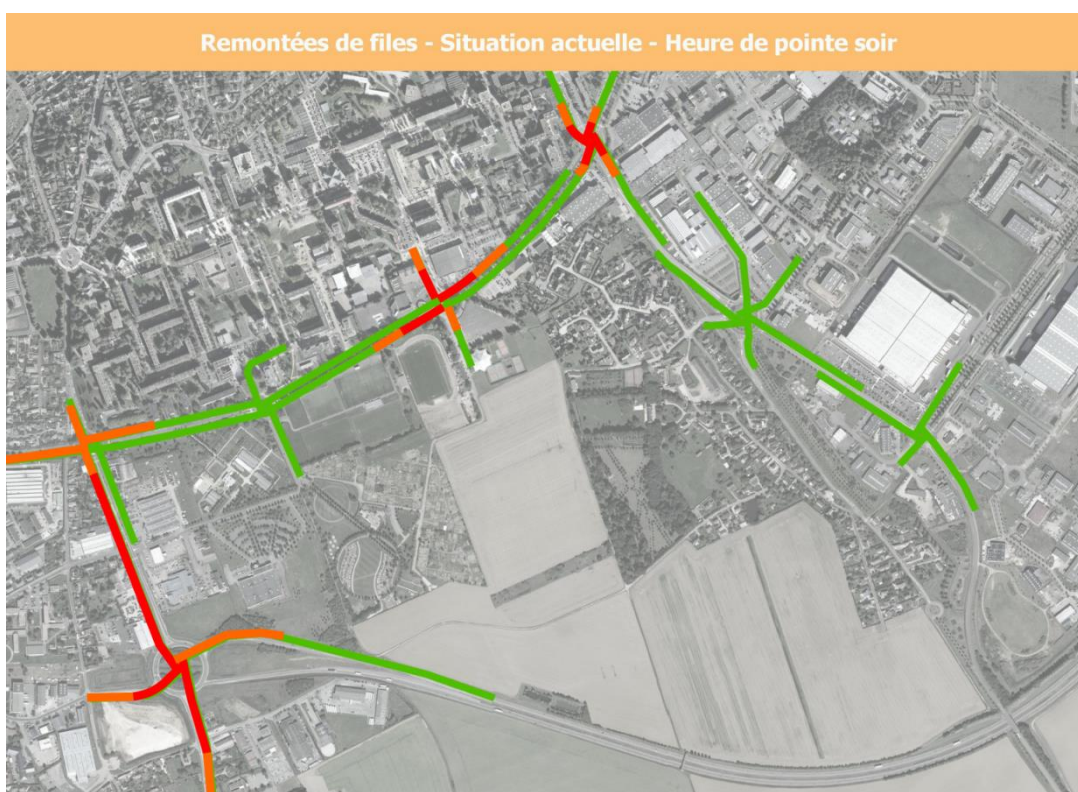 Remontées de files - Situation actuelle - Heure de pointe soir